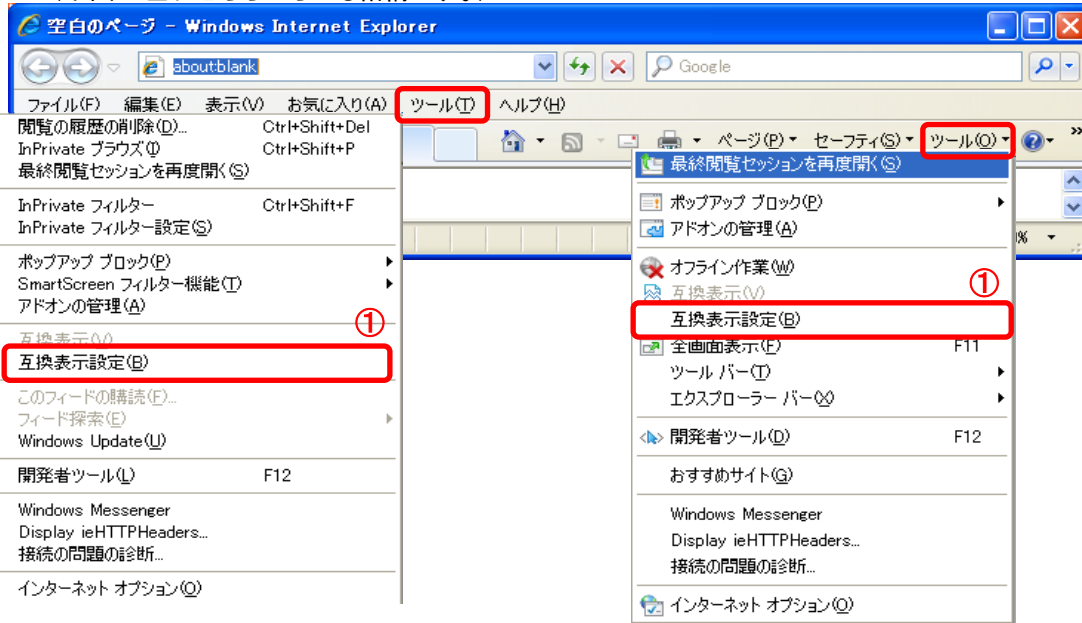 空白のページ - Windows Internet Explorer
about:blank
Google
ファイル(F) 編集(E) 表示(V) お気に入り(A) ツール(T) ヘルプ(H)
ページ(P) セーフティ(S) ツール(O) »
閲覧の履歴の削除(D)... Ctrl+Shift+Del
InPrivate ブラウズ(I) Ctrl+Shift+P
最終閲覧セッションを再度開く(S)
InPrivate フィルター Ctrl+Shift+F
InPrivate フィルター設定(S)
ポップアップ ブロック(P)
SmartScreen フィルター機能(T)
アドオンの管理(A)
①
互換表示(V)
互換表示設定(B)
このフィードの購読(F)...
フィード探索(E)
Windows Update(U)
開発者ツール(L) F12
Windows Messenger
Display ieHTTPHeaders...
接続の問題の診断...
インターネット オプション(O)
最終閲覧セッションを再度開く(S)
ポップアップ ブロック(P)
アドオンの管理(A)
%
オフライン作業(W)
①
互換表示(V)
互換表示設定(B)
全画面表示(F) F11
ツール バー(T)
エクスプローラー バー(X)
開発者ツール(D) F12
おすすめサイト(G)
Windows Messenger
Display ieHTTPHeaders...
接続の問題の診断...
インターネット オプション(O)